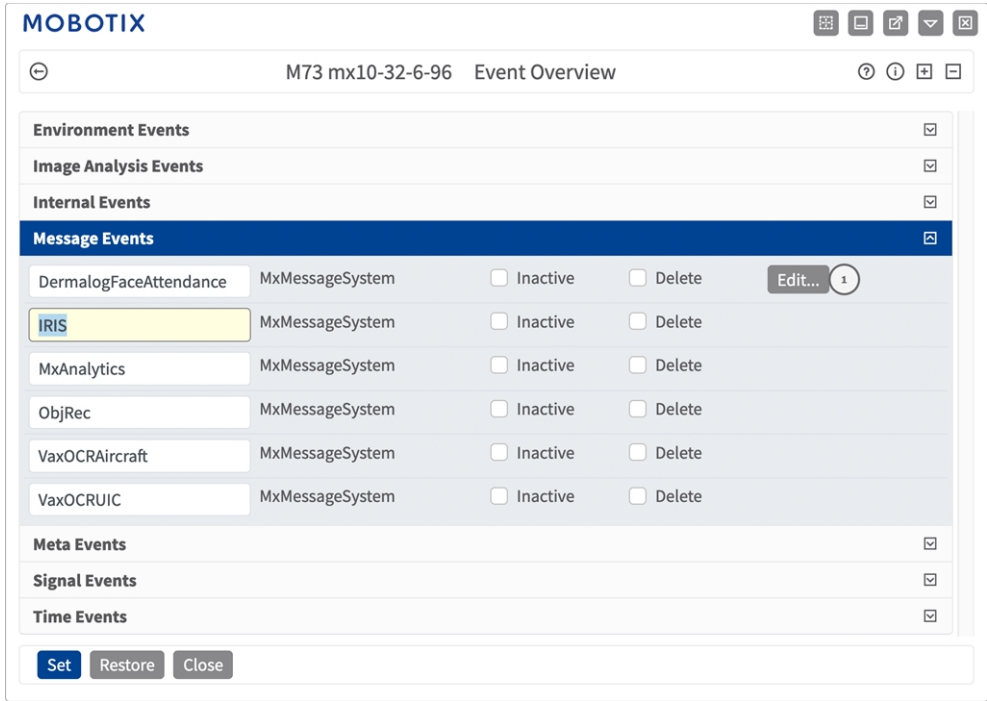 MOBOTIX
M73 mx10-32-6-96 Event Overview
Environment Events
Image Analysis Events
Internal Events
Message Events
DermalogFaceAttendance MxMessageSystem Inactive Delete Edit... 1
IRIS MxMessageSystem Inactive Delete
MxAnalytics MxMessageSystem Inactive Delete
ObjRec MxMessageSystem Inactive Delete
VaxOCRAircraft MxMessageSystem Inactive Delete
VaxOCRUIC MxMessageSystem Inactive Delete
Meta Events
Signal Events
Time Events
Set Restore Close